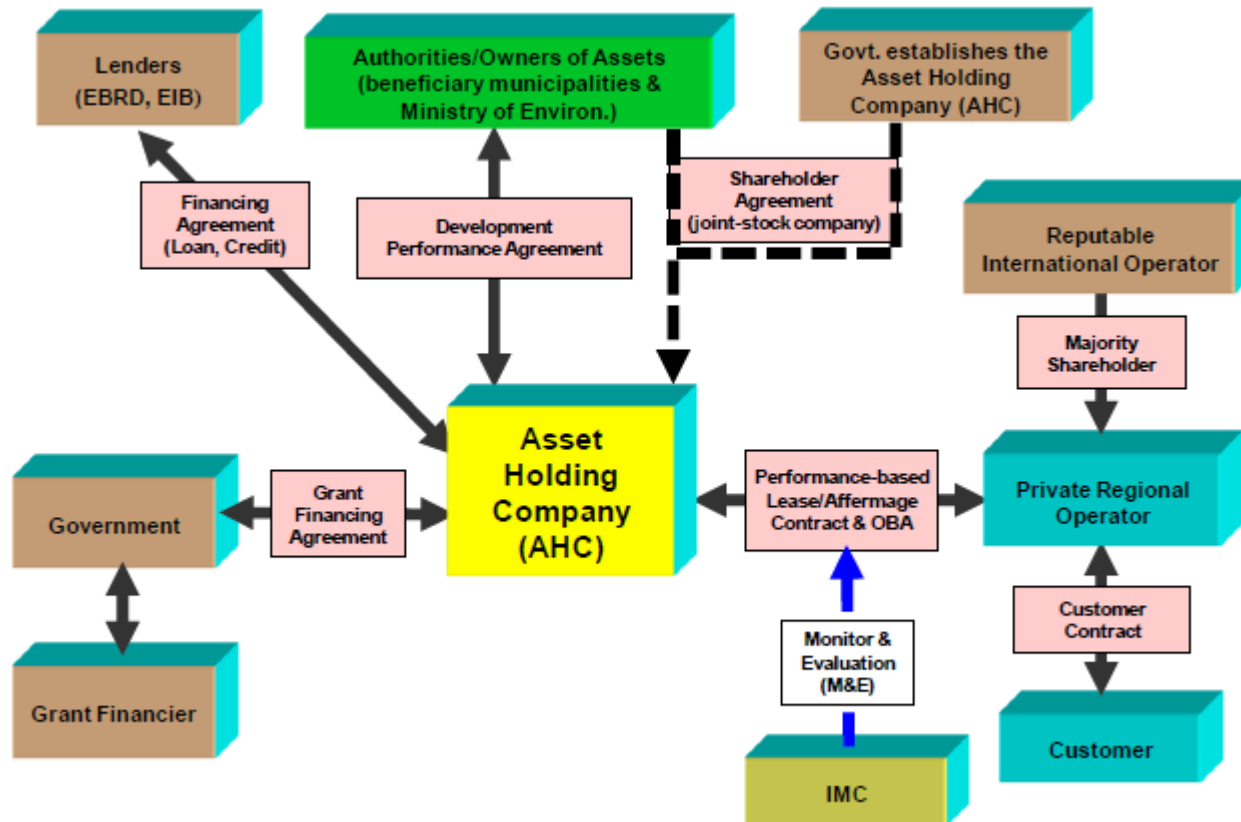 Lenders
(EBRD, EIB)
Authorities/Owners of Assets
(beneficiary municipalities &
Ministry of Environ.)
Govt. establishes the
Asset Holding
Company (AHC)
Financing
Agreement
(Loan, Credit)
Development
Performance Agreement
Shareholder
Agreement
(joint-stock company)
Reputable
International Operator
Majority
Shareholder
Asset
Holding
Company
(AHC)
Government
Grant
Financing
Agreement
Performance-based
Lease/Affermage
Contract & OBA
Private Regional
Operator
Customer
Contract
Monitor &
Evaluation
(M&E)
Grant Financier
Customer
IMC